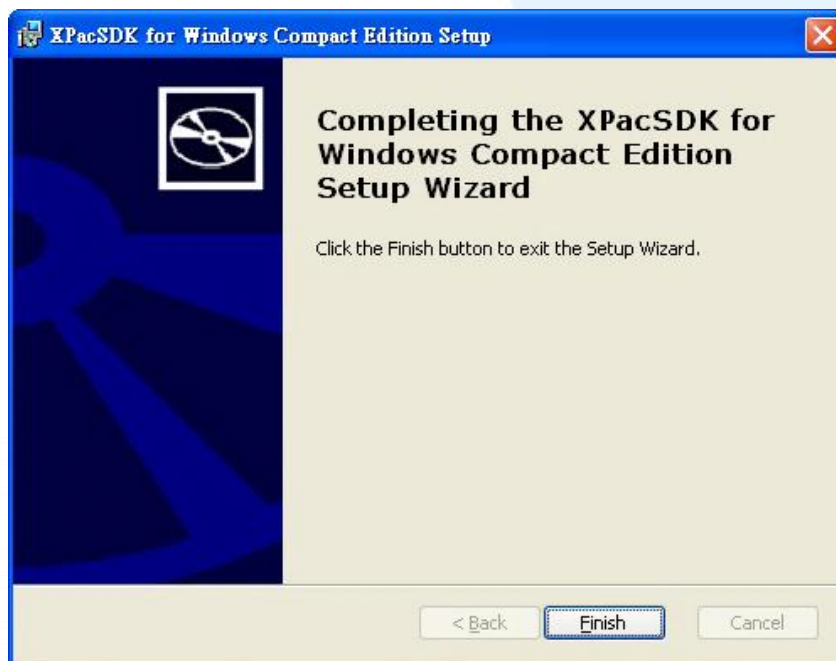 XPacSDK for Windows Compact Edition Setup
Completing the XPacSDK for
Windows Compact Edition
Setup Wizard
Click the Finish button to exit the Setup Wizard.
< Back Finish Cancel